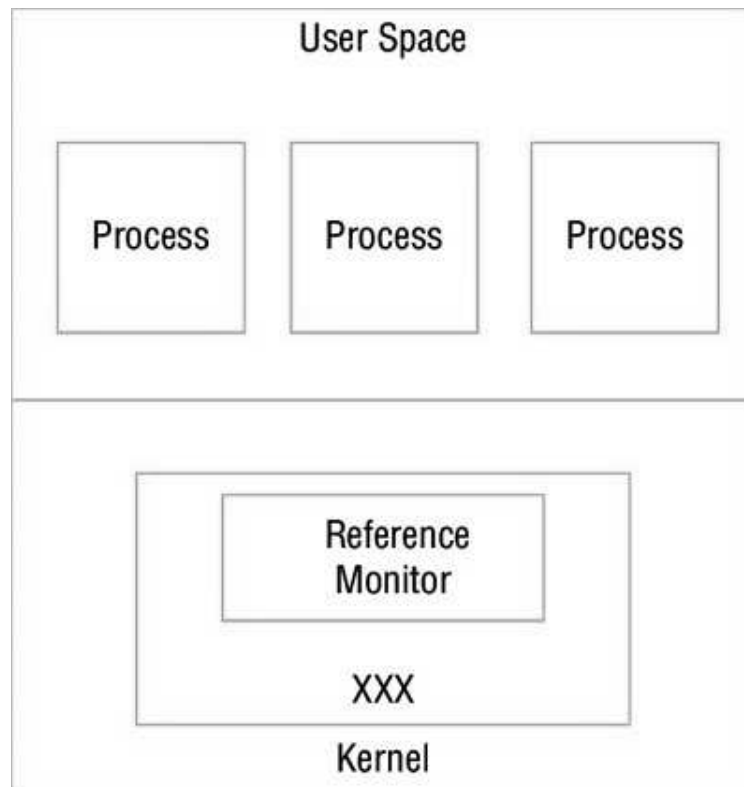 User Space
Process Process Process
Reference
Monitor
XXX
Kernel